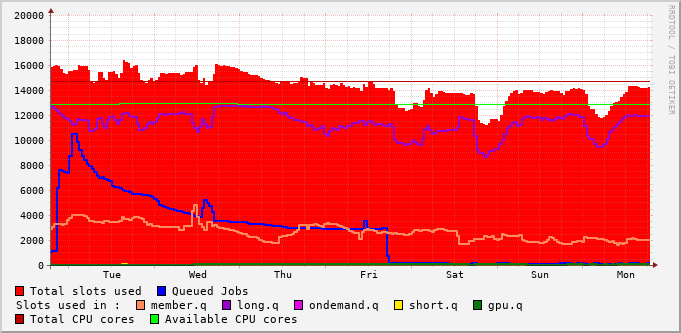 20000
18000
16000
14000
12000
10000
8000
6000
4000
2000
0
Tue Wed Thu Fri Sat Sun Mon
RRDTOOL / TOBI OETIKER
Total slots used Queued Jobs
Slots used in : member.q long.q ondemand.q short.q gpu.q
Total CPU cores Available CPU cores